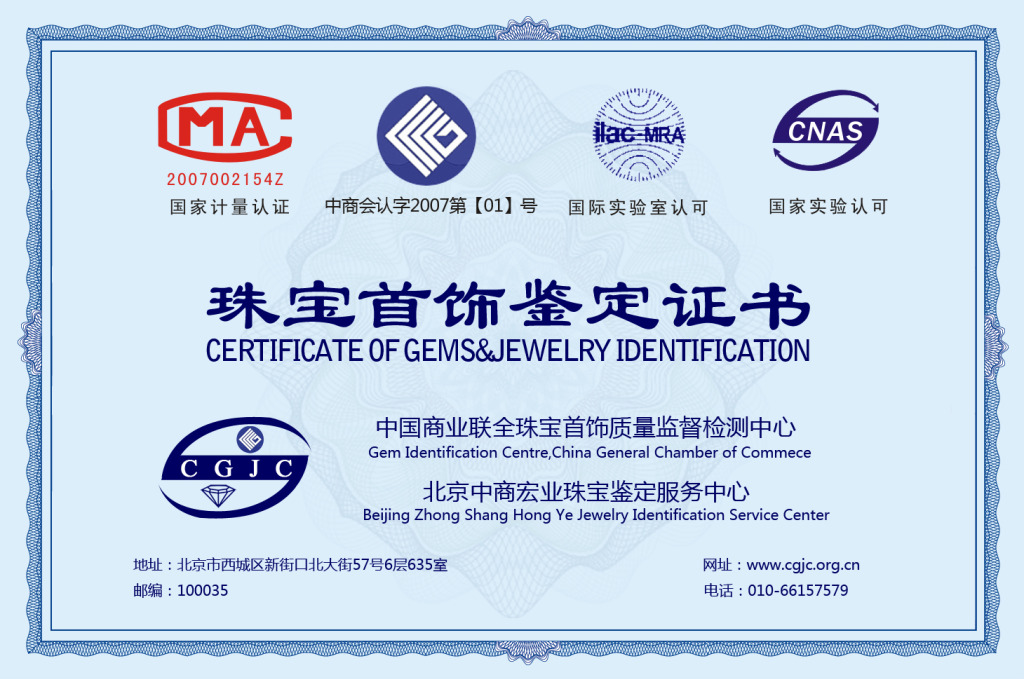 CMA
2007002154Z
国家计量认证
中商会认字2007第【01】号
ilac-MRA
国际实验室认可
CNAS
国家实验认可
珠宝首饰鉴定证书
CERTIFICATE OF GEMS&JEWELRY IDENTIFICATION
CGJC
中国商业联全珠宝首饰质量监督检测中心
Gem Identification Centre,China General Chamber of Commece
北京中商宏业珠宝鉴定服务中心
Beijing Zhong Shang Hong Ye Jewelry Identification Service Center
地址：北京市西城区新街口北大街57号6层635室
网址：www.cgjc.org.cn
邮编：100035
电话：010-66157579